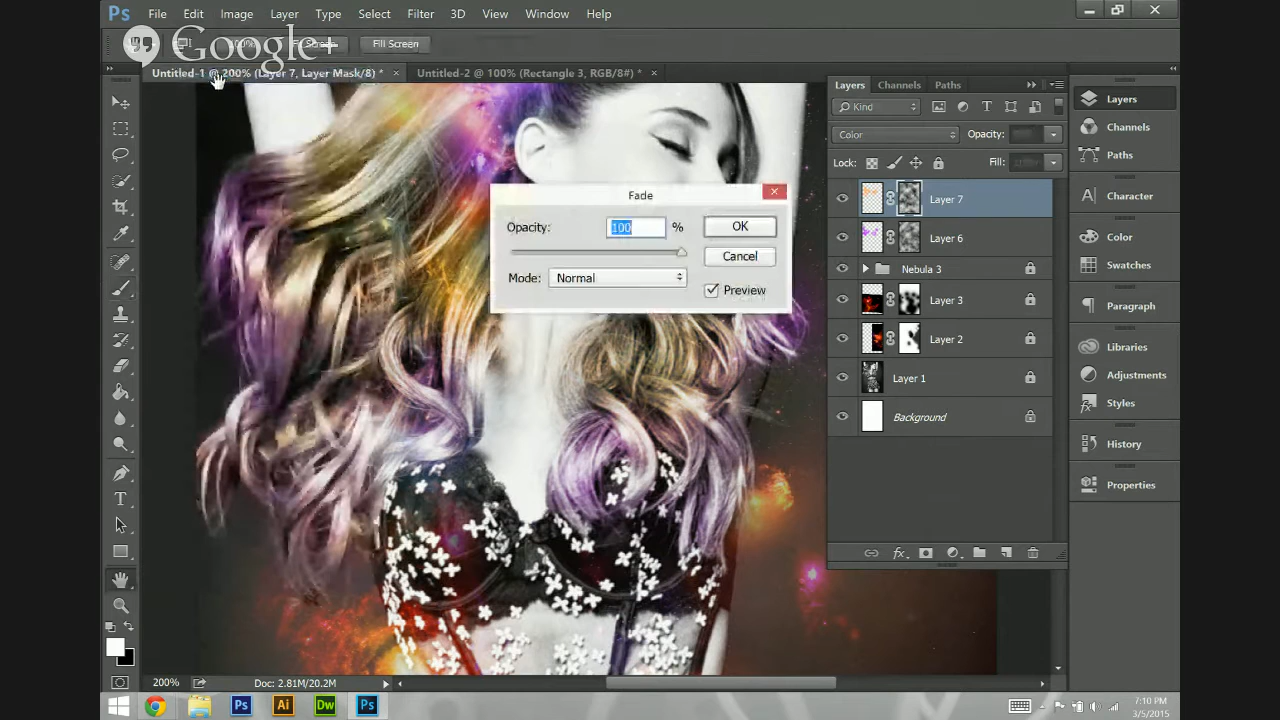 Ps File Edit Image Layer Type Select Filter 3D View Window Help
Google+ Fill Screen
Untitled-1 @ 200% (Layer 7, Layer Mask/8) * × Untitled-2 @ 100% (Rectangle 3, RGB/8#) * ×
Layers Channels Paths
Kind
Color Opacity:
Lock: Fill:
Layer 7
Layer 6
Nebula 3
Layer 3
Layer 2
Layer 1
Background
Layers
Channels
Paths
Character
Color
Swatches
Paragraph
Libraries
Adjustments
Styles
History
Properties
Fade
Opacity: 100 % OK
Cancel
Mode: Normal
Preview
200% Doc: 2.81M/20.2M
Ps Ai Dw Ps
7:10 PM
3/5/2015